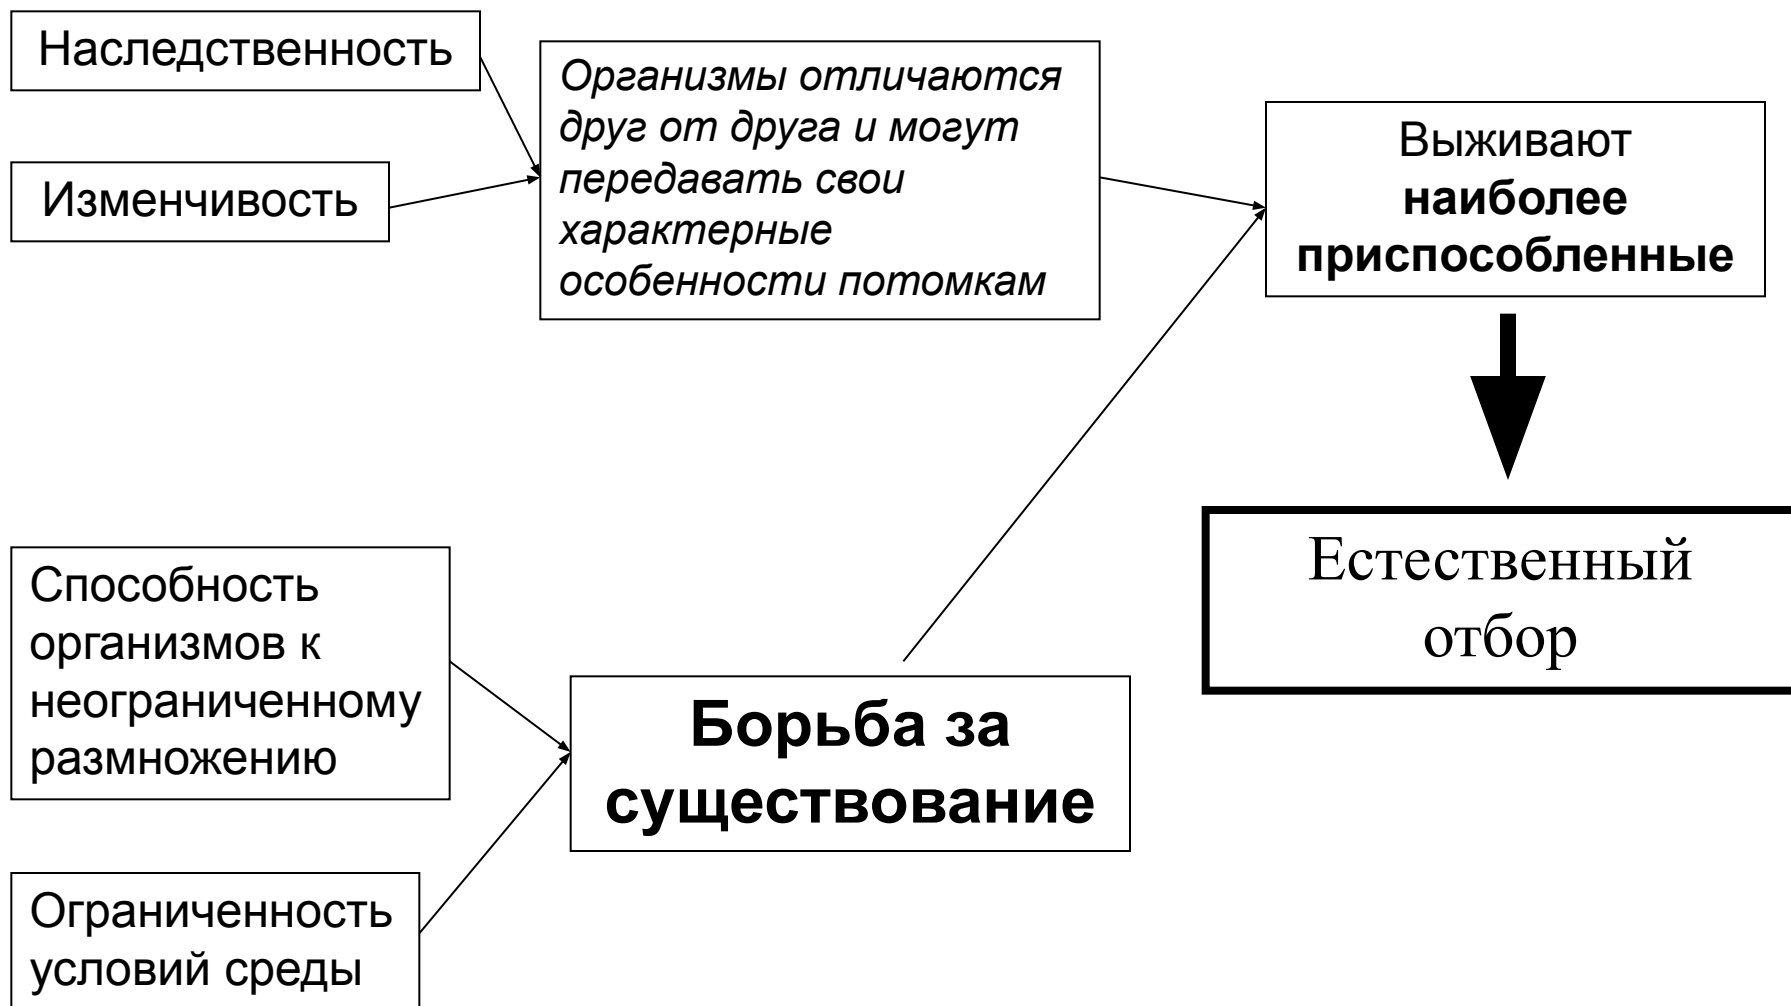 Наследственность
Изменчивость
Организмы отличаются
друг от друга и могут
передавать свои
характерные
особенности потомкам
Выживают
наиболее
приспособленные
Естественный
отбор
Способность
организмов к
неограниченному
размножению
Борьба за
существование
Ограниченность
условий среды